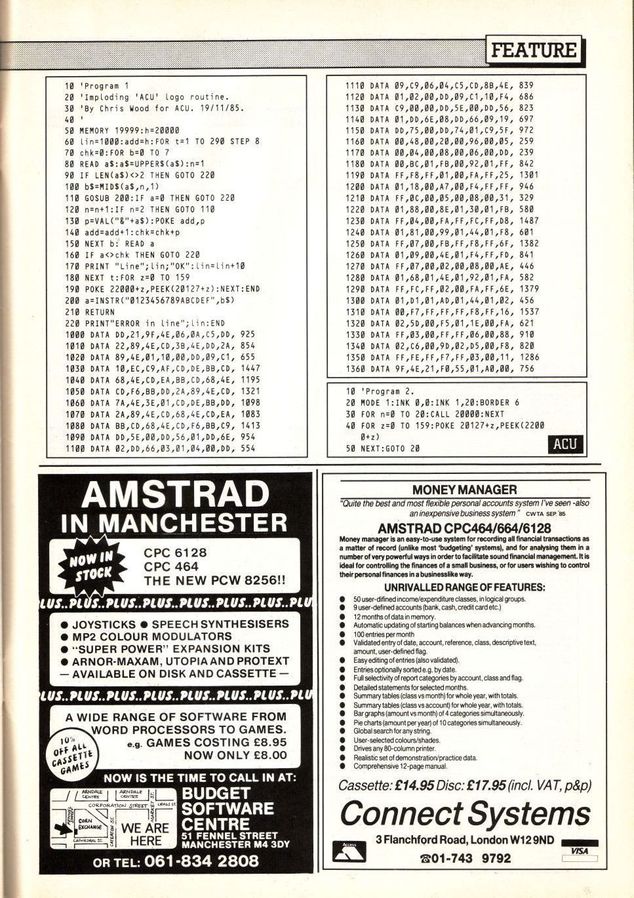 FEATURE
10 'Program 1
20 'Imploding 'ACU' logo routine.
30 'By Chris Wood for ACU. 19/11/85.
40 '
50 MEMORY 19999:h=20000
60 lin=1000:add=h:FOR t=1 TO 290 STEP 8
70 chk=0:FOR b=0 TO 7
80 READ a$:a$=UPPER$(a$):n=1
90 IF LEN(a$)<>2 THEN GOTO 220
100 b$=MID$(a$,n,1)
110 GOSUB 200:IF a=0 THEN GOTO 220
120 n=n+1:IF n=2 THEN GOTO 110
130 p=VAL("&"+a$):POKE add,p
140 add=add+1:chk=chk+p
150 NEXT b: READ a
160 IF a<>chk THEN GOTO 220
170 PRINT "Line";lin;"OK":lin=lin+10
180 NEXT t:FOR z=0 TO 159
190 POKE 22000+z,PEEK(20127+z):NEXT:END
200 a=INSTR("0123456789ABCDEF",b$)
210 RETURN
220 PRINT"ERROR in line";lin:END
1000 DATA DD,21,9F,4E,06,0A,C5,DD, 925
1010 DATA 22,89,4E,CD,3B,4E,DD,2A, 854
1020 DATA 89,4E,01,10,00,DD,09,C1, 655
1030 DATA 10,EC,C9,AF,CD,DE,BB,CD, 1447
1040 DATA 68,4E,CD,EA,BB,CD,68,4E, 1195
1050 DATA CD,F6,BB,DD,2A,89,4E,CD, 1321
1060 DATA 7A,4E,3E,01,CD,DE,BB,DD, 1098
1070 DATA 2A,89,4E,CD,68,4E,CD,EA, 1083
1080 DATA BB,CD,68,4E,CD,F6,BB,C9, 1413
1090 DATA DD,5E,00,DD,56,01,DD,6E, 954
1100 DATA 02,DD,66,03,01,04,00,DD, 554
1110 DATA 09,C9,06,04,C5,CD,8B,4E, 839
1120 DATA 01,02,00,DD,09,C1,10,F4, 686
1130 DATA C9,00,00,DD,5E,00,DD,56, 823
1140 DATA 01,DD,6E,08,DD,66,09,19, 697
1150 DATA DD,75,00,DD,74,01,C9,5F, 972
1160 DATA 00,48,00,20,00,96,00,05, 259
1170 DATA 00,04,00,08,00,06,00,DD, 239
1180 DATA 00,BC,01,FB,00,92,01,FF, 842
1190 DATA FF,F8,FF,01,00,FA,FF,25, 1301
1200 DATA 01,18,00,A7,00,F4,FF,FF, 946
1210 DATA FF,0C,00,05,00,08,00,31, 329
1220 DATA 01,88,00,8E,01,30,01,FB, 580
1230 DATA FF,04,00,FA,FF,FC,FF,D8, 1487
1240 DATA 01,81,00,99,01,44,01,F8, 601
1250 DATA FF,07,00,FB,FF,F8,FF,6F, 1382
1260 DATA 01,09,00,4E,01,F4,FF,FD, 841
1270 DATA FF,07,00,02,00,08,00,AE, 446
1280 DATA 01,68,01,4E,01,92,01,FA, 582
1290 DATA FF,FC,FF,02,00,FA,FF,6E, 1379
1300 DATA 01,D1,01,AD,01,44,01,02, 456
1310 DATA 00,F7,FF,FF,FF,F8,FF,16, 1537
1320 DATA 02,5D,00,F5,01,1E,00,FA, 621
1330 DATA FF,03,00,FF,FF,06,00,88, 910
1340 DATA 02,C6,00,9D,02,D5,00,F8, 820
1350 DATA FF,FE,FF,F7,FF,03,00,11, 1286
1360 DATA 9F,4E,21,F0,55,01,A0,00, 756
10 'Program 2.
20 MODE 1:INK 0,0:INK 1,20:BORDER 6
30 FOR n=0 TO 20:CALL 20000:NEXT
40 FOR z=0 TO 159:POKE 20127+z,PEEK(2200
0+z)
50 NEXT:GOTO 20
ACU
AMSTRAD
IN MANCHESTER
NOW IN
STOCK
CPC 6128
CPC 464
THE NEW PCW 8256!!
LUS..PLUS..PLUS..PLUS..PLUS..PLUS..PLU
● JOYSTICKS ● SPEECH SYNTHESISERS
● MP2 COLOUR MODULATORS
● "SUPER POWER" EXPANSION KITS
● ARNOR-MAXAM, UTOPIA AND PROTEXT
— AVAILABLE ON DISK AND CASSETTE —
LUS..PLUS..PLUS..PLUS..PLUS..PLUS..PLU
A WIDE RANGE OF SOFTWARE FROM
WORD PROCESSORS TO GAMES.
e.g. GAMES COSTING £8.95
NOW ONLY £8.00
10%
OFF ALL
CASSETTE
GAMES
NOW IS THE TIME TO CALL IN AT:
ARNDALE CENTRE
ARNDALE CENTRE
CORPORATION STREET
CORN EXCHANGE
WE ARE
HERE
BUDGET
SOFTWARE
CENTRE
51 FENNEL STREET
MANCHESTER M4 3DY
OR TEL: 061-834 2808
MONEY MANAGER
"Quite the best and most flexible personal accounts system I've seen -also
an inexpensive business system" CWTA SEP. '85
AMSTRAD CPC464/664/6128
Money manager is an easy-to-use system for recording all financial transactions as
a matter of record (unlike most 'budgeting' systems), and for analysing them in a
number of very powerful ways in order to facilitate sound financial management. It is
ideal for controlling the finances of a small business, or for users wishing to control
their personal finances in a businesslike way.
UNRIVALLED RANGE OF FEATURES:
● 50 user-difined income/expenditure classes, in logical groups.
● 9 user-defined accounts (bank, cash, credit card etc.)
● 12 months of data in memory.
● Automatic updating of starting balances when advancing months.
● 100 entries per month
● Validated entry of date, account, reference, class, descriptive text,
amount, user-defined flag.
● Easy editing of entries (also validated).
● Entries optionally sorted e.g. by date.
● Full selectivity of report categories by account, class and flag.
● Detailed statements for selected months.
● Summary tables (class vs month) for whole year, with totals.
● Summary tables (class vs account) for whole year, with totals.
● Bar graphs (amount vs month) of 4 categories simultaneously.
● Pie charts (amount per year) of 10 categories simultaneously.
● Global search for any string.
● User-selected colours/shades.
● Drives any 80-column printer.
● Realistic set of demonstration/practice data.
● Comprehensive 12-page manual.
Cassette: £14.95 Disc: £17.95 (incl. VAT, p&p)
Connect Systems
3 Flanchford Road, London W12 9ND
☎01-743 9792
Access
VISA